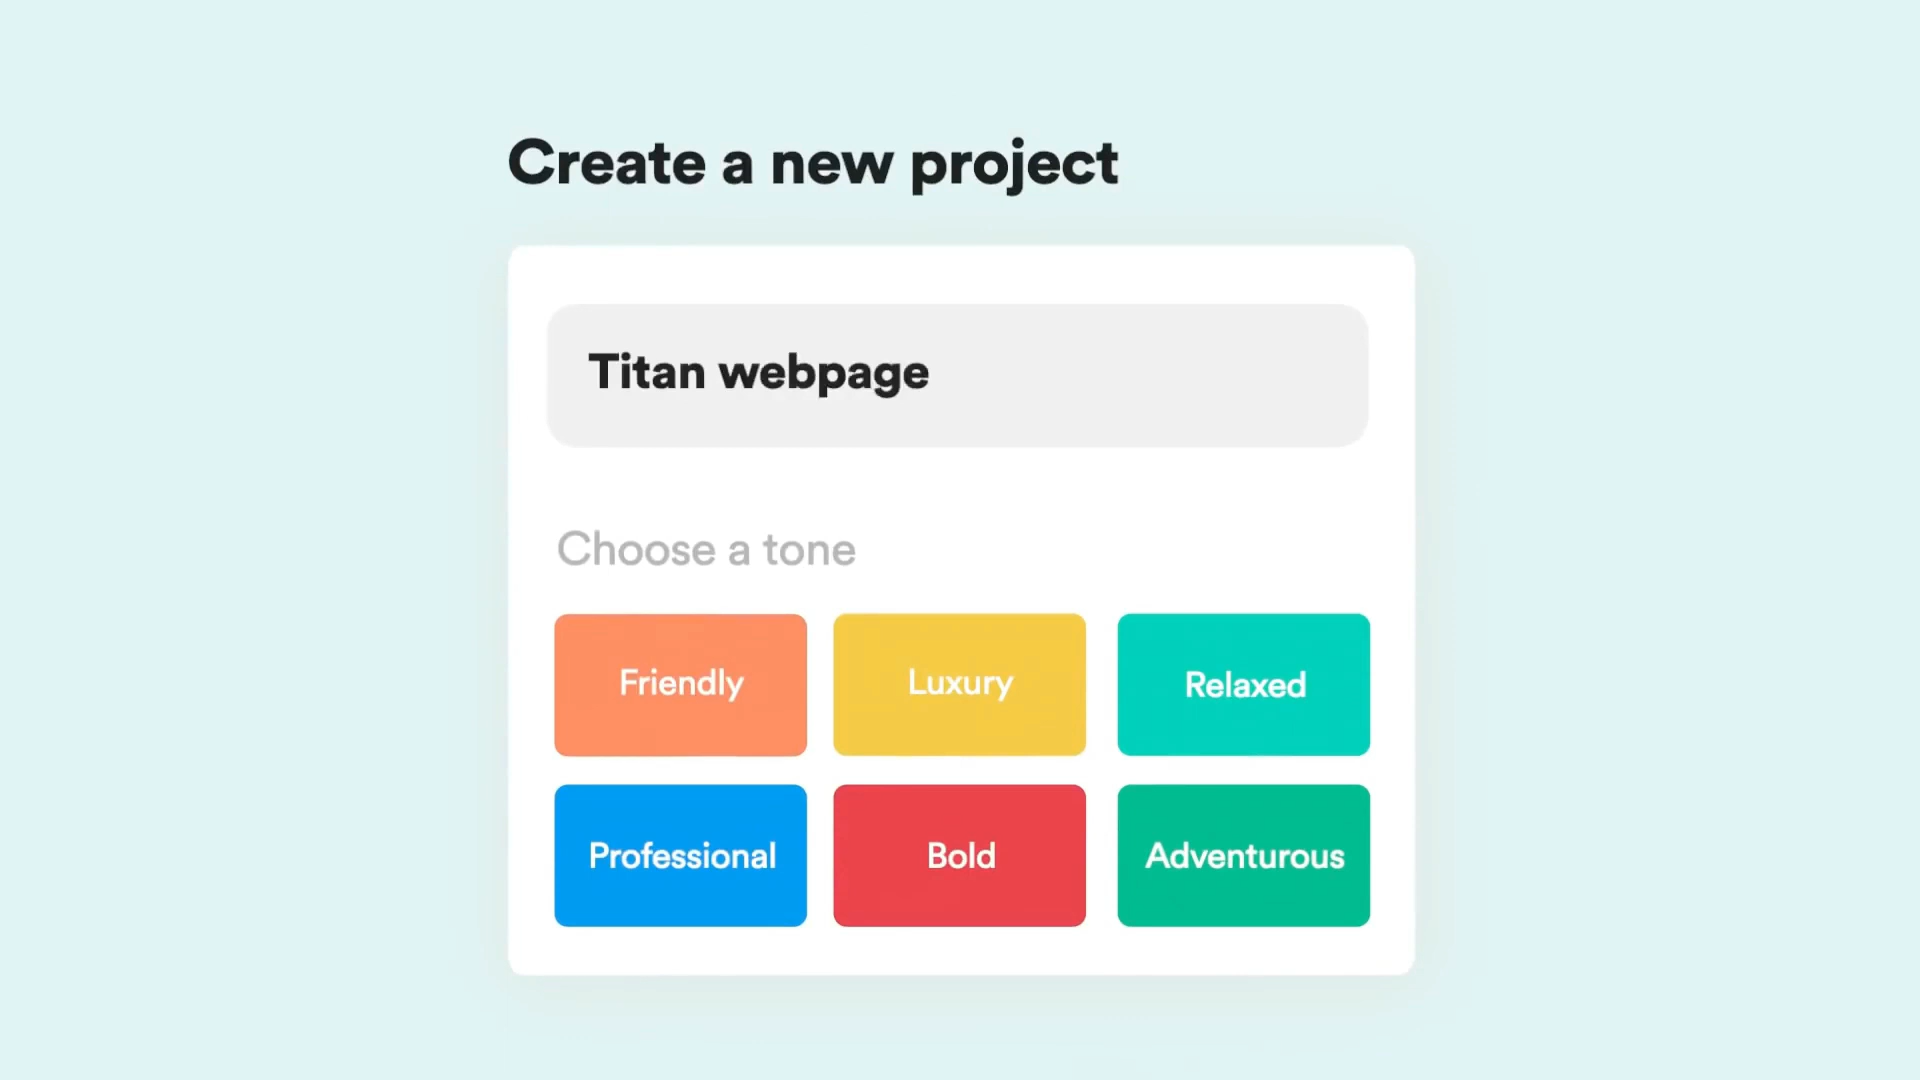 Create a new project
Titan webpage
Choose a tone
Friendly
Luxury
Relaxed
Professional
Bold
Adventurous